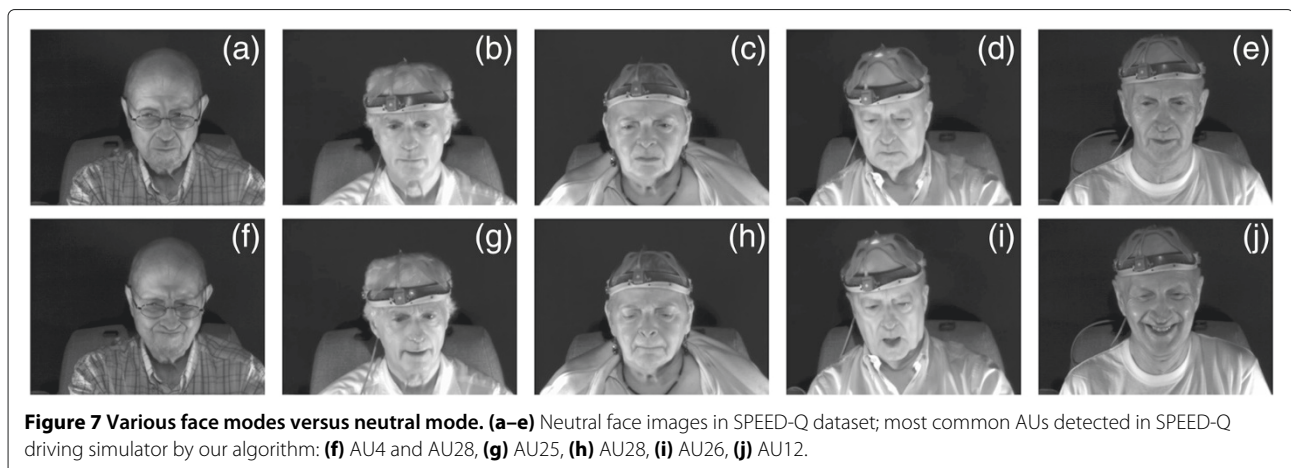 (a) (b) (c) (d) (e)
(f) (g) (h) (i) (j)
Figure 7 Various face modes versus neutral mode. (a–e) Neutral face images in SPEED-Q dataset; most common AUs detected in SPEED-Q
driving simulator by our algorithm: (f) AU4 and AU28, (g) AU25, (h) AU28, (i) AU26, (j) AU12.